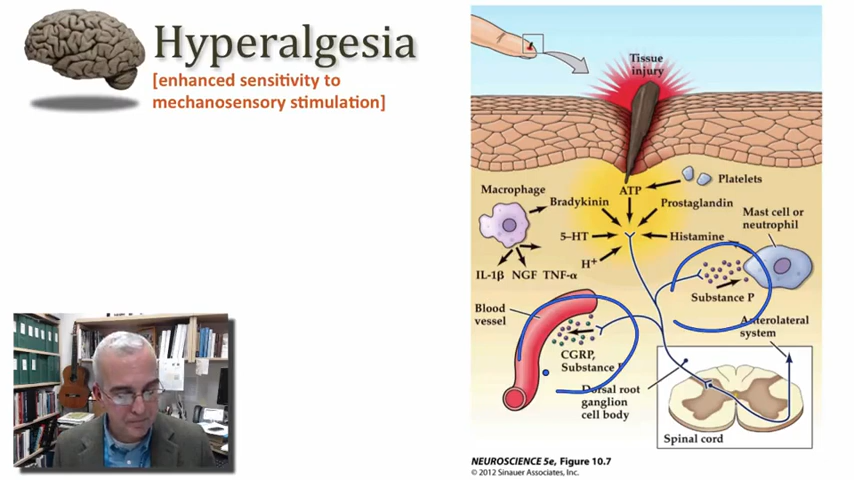 Hyperalgesia
[enhanced sensitivity to
mechanosensory stimulation]
Tissue
injury
ATP
Platelets
Macrophage
Bradykinin
Prostaglandin
Mast cell or
neutrophil
5–HT
Histamine
H+
IL-1β NGF TNF-α
Substance P
Blood
vessel
Anterolateral
system
CGRP,
Substance P
Dorsal root
ganglion
cell body
Spinal cord
NEUROSCIENCE 5e, Figure 10.7
© 2012 Sinauer Associates, Inc.